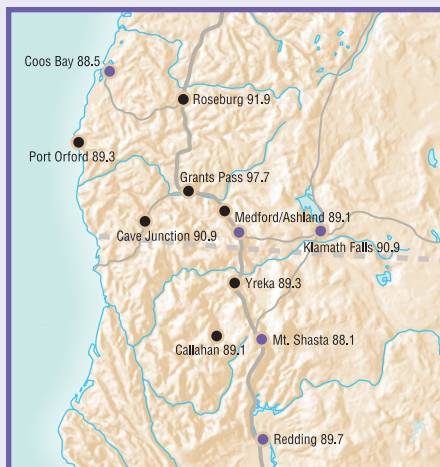 Coos Bay 88.5
Roseburg 91.9
Port Orford 89.3
Grants Pass 97.7
Medford/Ashland 89.1
Cave Junction 90.9
Klamath Falls 90.9
Yreka 89.3
Callahan 89.1
Mt. Shasta 88.1
Redding 89.7